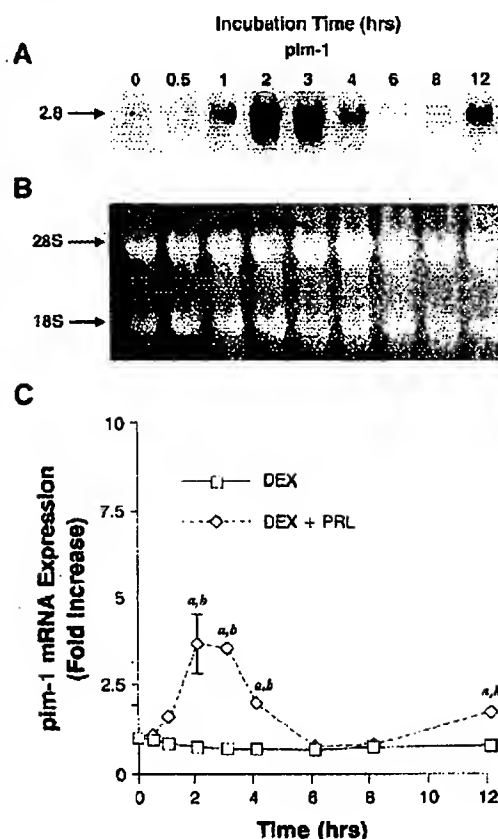 Incubation Time (hrs)
pim-1
A
0 0.5 1 2 3 4 6 8 12
2.8
B
28S
18S
C
10
7.5
5
2.5
0
pim-1 mRNA Expression
(Fold Increase)
DEX
DEX + PRL
a,b
a,b
a,b
a,b
0 2 4 6 8 10 12
Time (hrs)